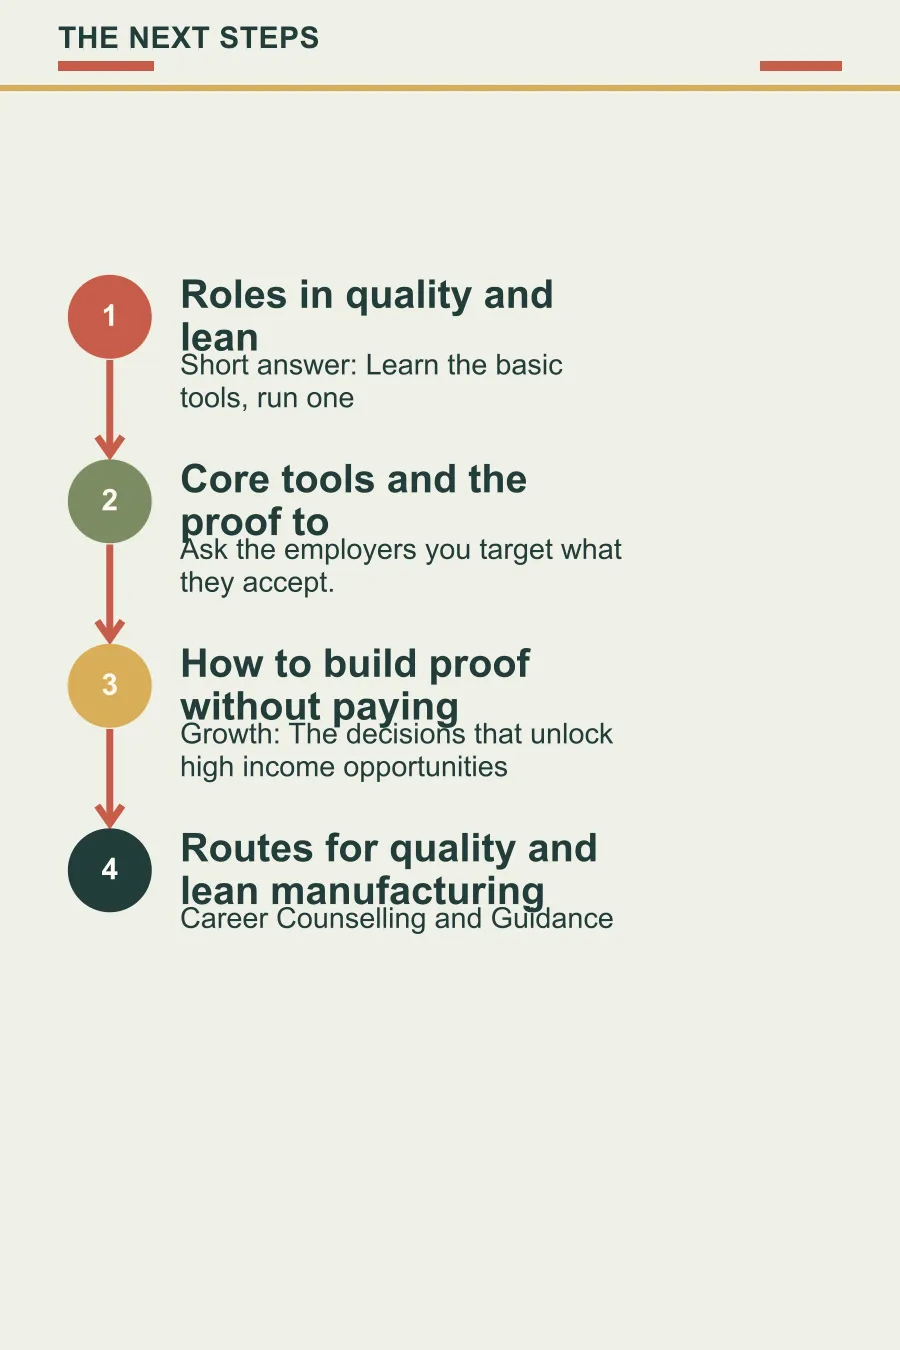 THE NEXT STEPS
1
Roles in quality and
lean
Short answer: Learn the basic
tools, run one
2
Core tools and the
proof to
Ask the employers you target what
they accept.
3
How to build proof
without paying
Growth: The decisions that unlock
high income opportunities
4
Routes for quality and
lean manufacturing
Career Counselling and Guidance